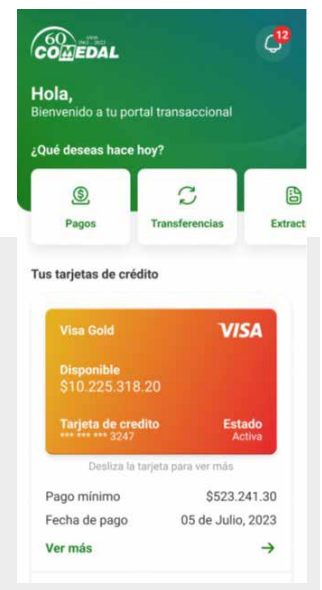 60
COMEDAL
12
Hola,
Bienvenido a tu portal transaccional
¿Qué deseas hace hoy?
Pagos
Transferencias
Extract
Tus tarjetas de crédito
Visa Gold
VISA
Disponible
$10.225.318.20
Tarjeta de credito
Estado
*** *** *** 3247
Activa
Desliza la tarjeta para ver más
Pago mínimo
$523.241.30
Fecha de pago
05 de Julio, 2023
Ver más